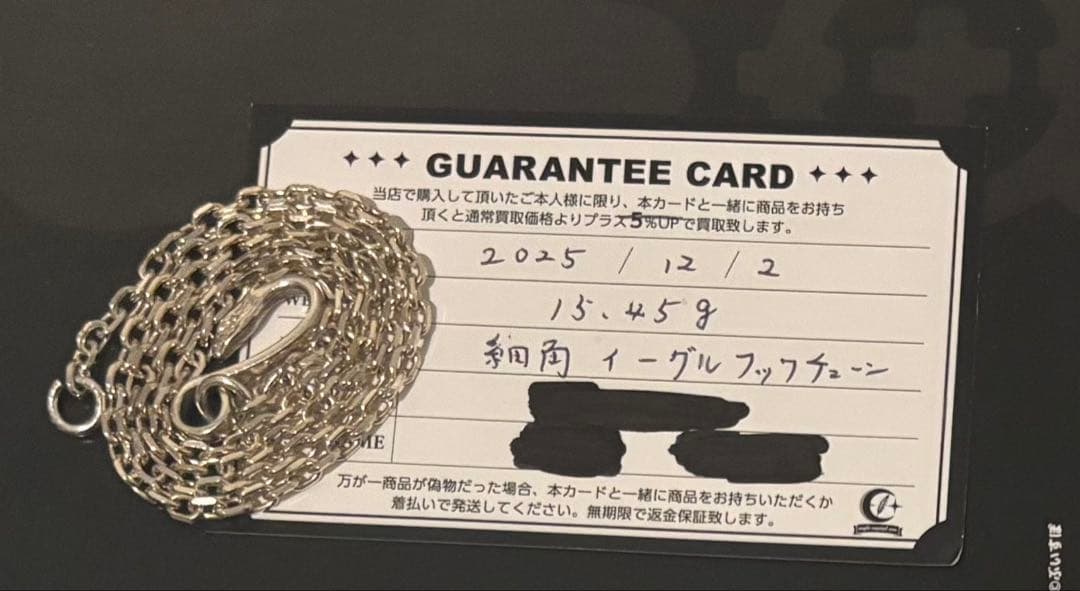 GUARANTEE CARD
当店で購入して頂いたご本人様に限り、本カードと一緒に商品をお持ち
頂くと通常買取価格よりプラス5%UPで買取致します。
2025 / 12 / 2
WE
15.45g
細角 イーグルフックチェーン
ME
万が一商品が偽物だった場合、本カードと一緒に商品をお持ちいただくか
着払いで発送してください。無期限で返金保証致します。